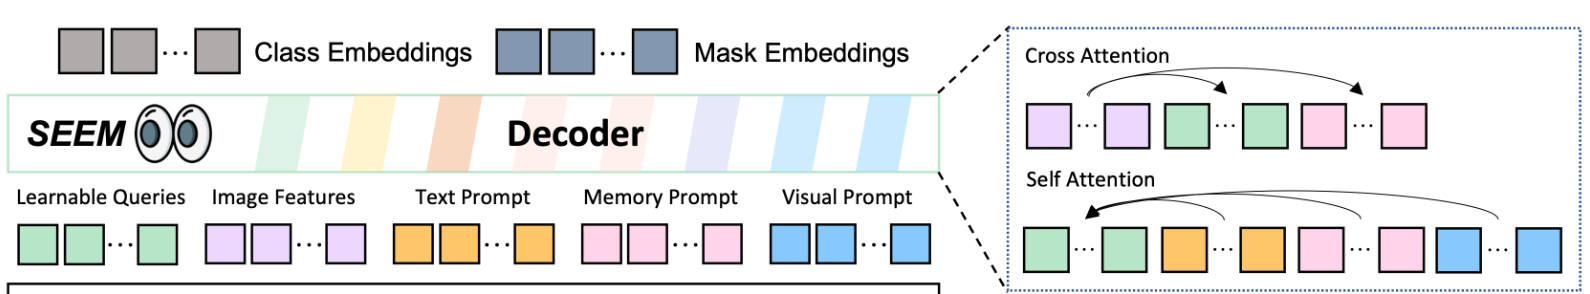 Class Embeddings
Mask Embeddings
SEEM
Decoder
Learnable Queries
Image Features
Text Prompt
Memory Prompt
Visual Prompt
Cross Attention
Self Attention